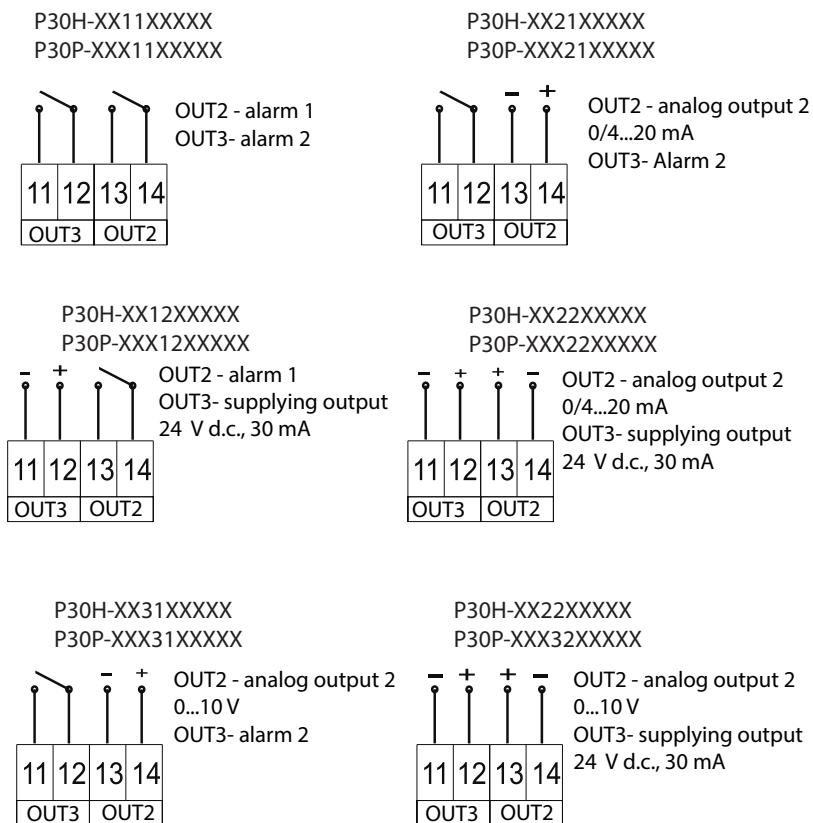 P30H-XX11XXXXX
P30P-XXX11XXXXX
OUT2 - alarm 1
OUT3- alarm 2
11 12 13 14
OUT3 OUT2
P30H-XX21XXXXX
P30P-XXX21XXXXX
- +
OUT2 - analog output 2
0/4...20 mA
OUT3- Alarm 2
11 12 13 14
OUT3 OUT2
P30H-XX12XXXXX
P30P-XXX12XXXXX
- +
OUT2 - alarm 1
OUT3- supplying output
24 V d.c., 30 mA
11 12 13 14
OUT3 OUT2
P30H-XX22XXXXX
P30P-XXX22XXXXX
- + + -
OUT2 - analog output 2
0/4...20 mA
OUT3- supplying output
24 V d.c., 30 mA
11 12 13 14
OUT3 OUT2
P30H-XX31XXXXX
P30P-XXX31XXXXX
- +
OUT2 - analog output 2
0...10 V
OUT3- alarm 2
11 12 13 14
OUT3 OUT2
P30H-XX22XXXXX
P30P-XXX32XXXXX
- + + -
OUT2 - analog output 2
0...10 V
OUT3- supplying output
24 V d.c., 30 mA
11 12 13 14
OUT3 OUT2